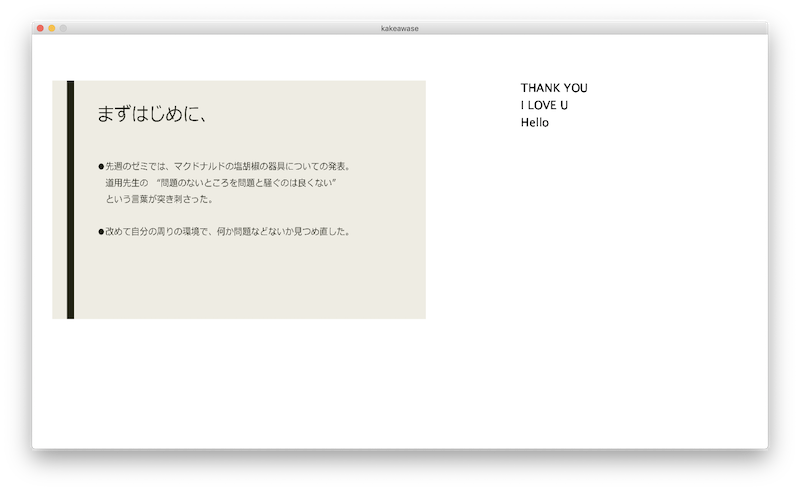 kakeawase
まずはじめに、
●先週のゼミでは、マクドナルドの塩胡椒の器具についての発表。
道用先生の “問題のないところを問題と騒ぐのは良くない”
という言葉が突き刺さった。
●改めて自分の周りの環境で、何か問題などないか見つめ直した。
THANK YOU
I LOVE U
Hello